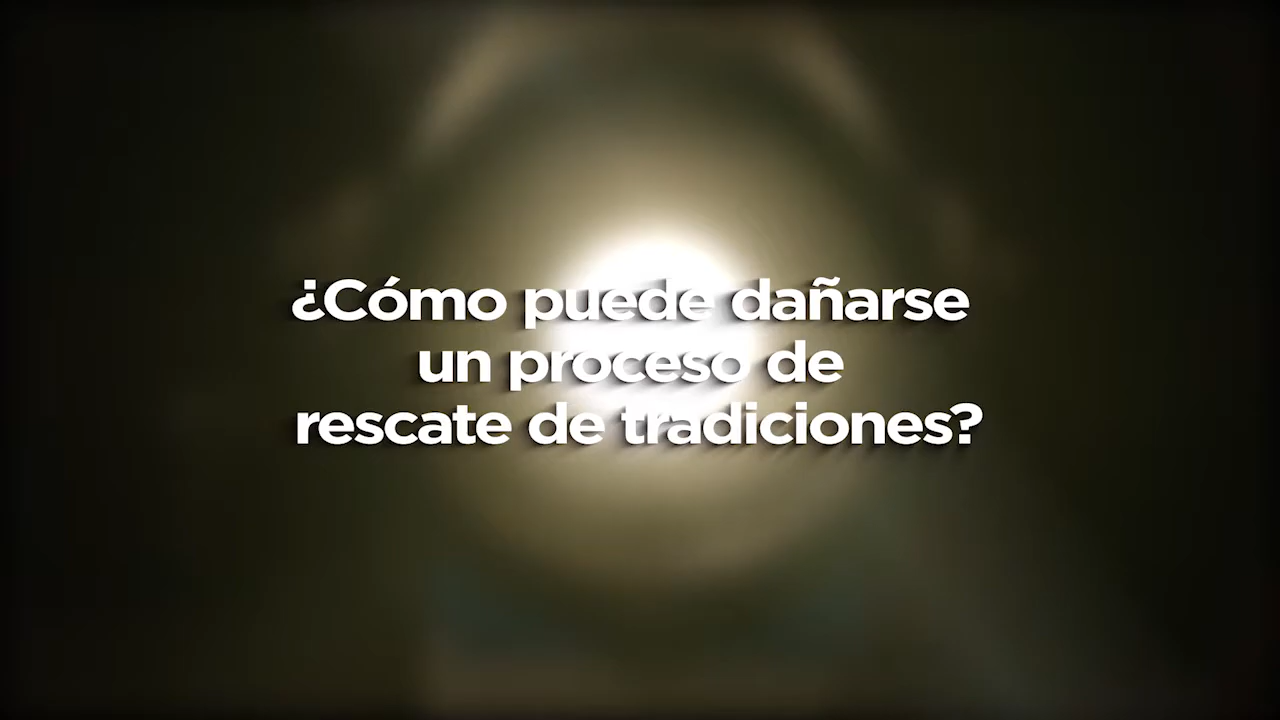 ¿Cómo puede dañarse
un proceso de
rescate de tradiciones?